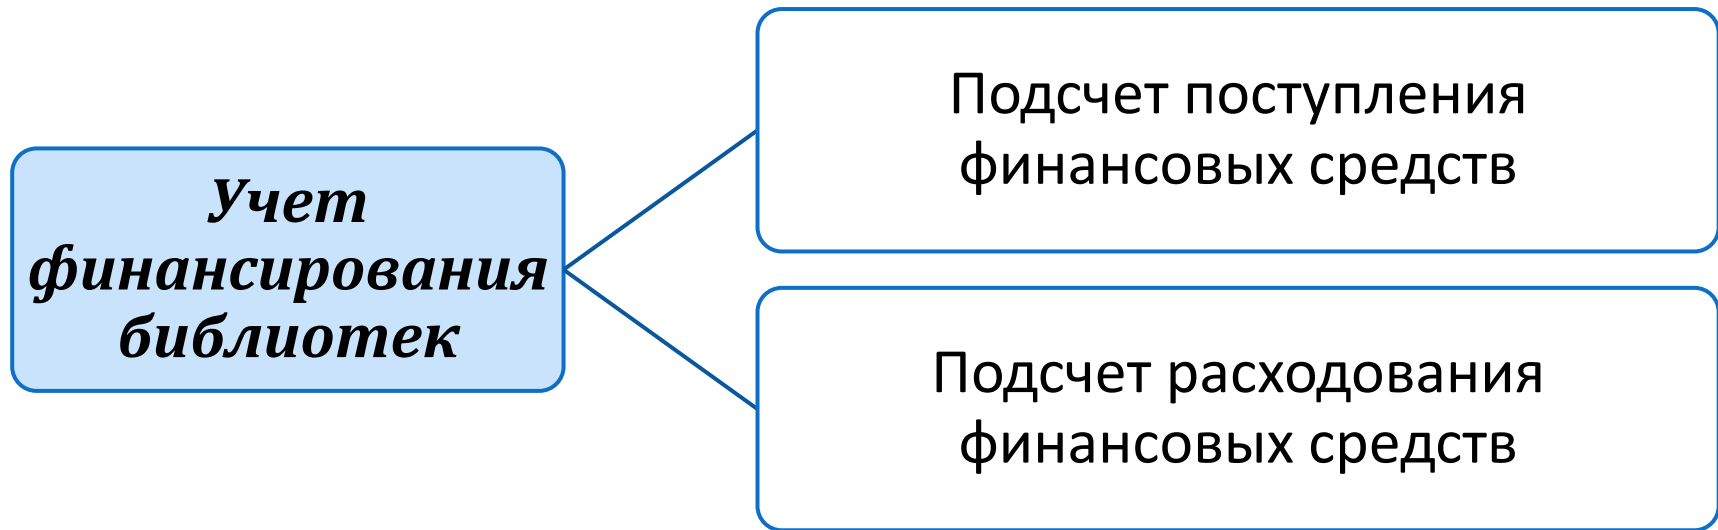 Учет
финансирования
библиотек
Подсчет поступления
финансовых средств
Подсчет расходования
финансовых средств